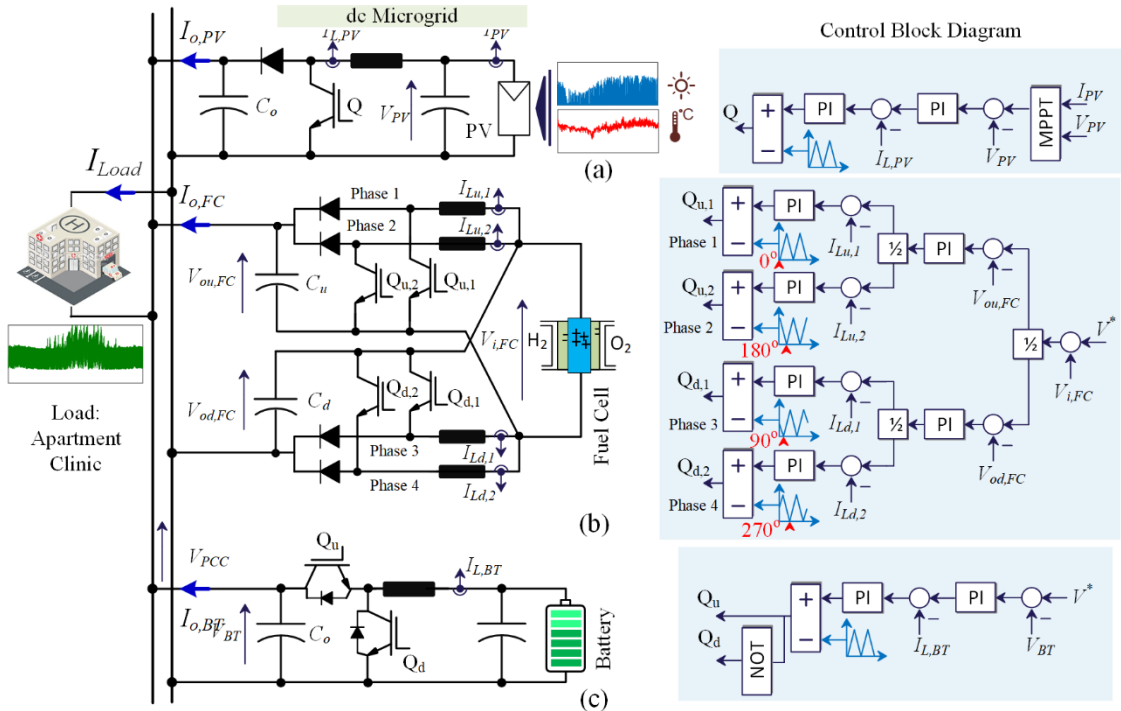 dc Microgrid
Control Block Diagram
I_{o,PV}
I_{L,PV}
I_{PV}
C_o
Q
V_{PV}
PV
°C
(a)
Q
+
−
PI
−
I_{L,PV}
PI
−
V_{PV}
MPPT
I_{PV}
V_{PV}
I_{Load}
H
Load:
Apartment
Clinic
I_{o,FC}
Phase 1
Phase 2
I_{Lu,1}
I_{Lu,2}
V_{ou,FC}
C_u
Q_{u,2}
Q_{u,1}
V_{i,FC}
H_2
O_2
Fuel Cell
V_{od,FC}
C_d
Q_{d,2}
Q_{d,1}
Phase 3
Phase 4
I_{Ld,1}
I_{Ld,2}
(b)
Q_{u,1}
Phase 1
+
−
0°
PI
−
I_{Lu,1}
Q_{u,2}
Phase 2
+
−
180°
PI
−
I_{Lu,2}
½
PI
−
V_{ou,FC}
Q_{d,1}
Phase 3
+
−
90°
PI
−
I_{Ld,1}
Q_{d,2}
Phase 4
+
−
270°
PI
−
I_{Ld,2}
½
PI
−
V_{od,FC}
½
−
V*
V_{i,FC}
V_{PCC}
I_{o,BT}
V_{BT}
C_o
Q_u
Q_d
I_{L,BT}
Battery
(c)
Q_u
Q_d
NOT
+
−
PI
−
I_{L,BT}
PI
−
V_{BT}
V*